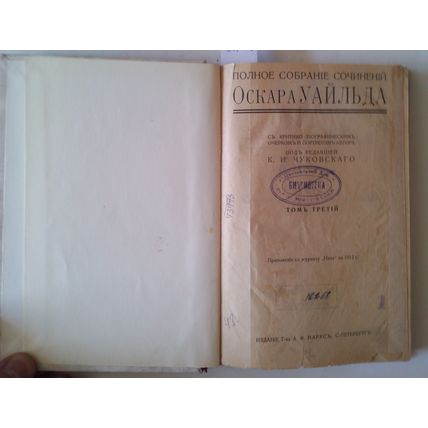 ПОЛНОЕ СОБРАНІЕ СОЧИНЕНІЙ
ОСКАРА УАЙЛЬДА
СЪ КРИТИКО-БІОГРАФИЧЕСКИМЪ
ОЧЕРКОМЪ И ПОРТРЕТОМЪ АВТОРА
ПОДЪ РЕДАКЦІЕЙ
К. И. ЧУКОВСКАГО
БИБЛІОТЕКА
ТОМЪ ТРЕТІЙ
Приложеніе къ журналу „Нива" на 1912 г.
ИЗДАНІЕ Т-ва А. Ф. МАРКСЪ, С.-ПЕТЕРБУРГЪ.